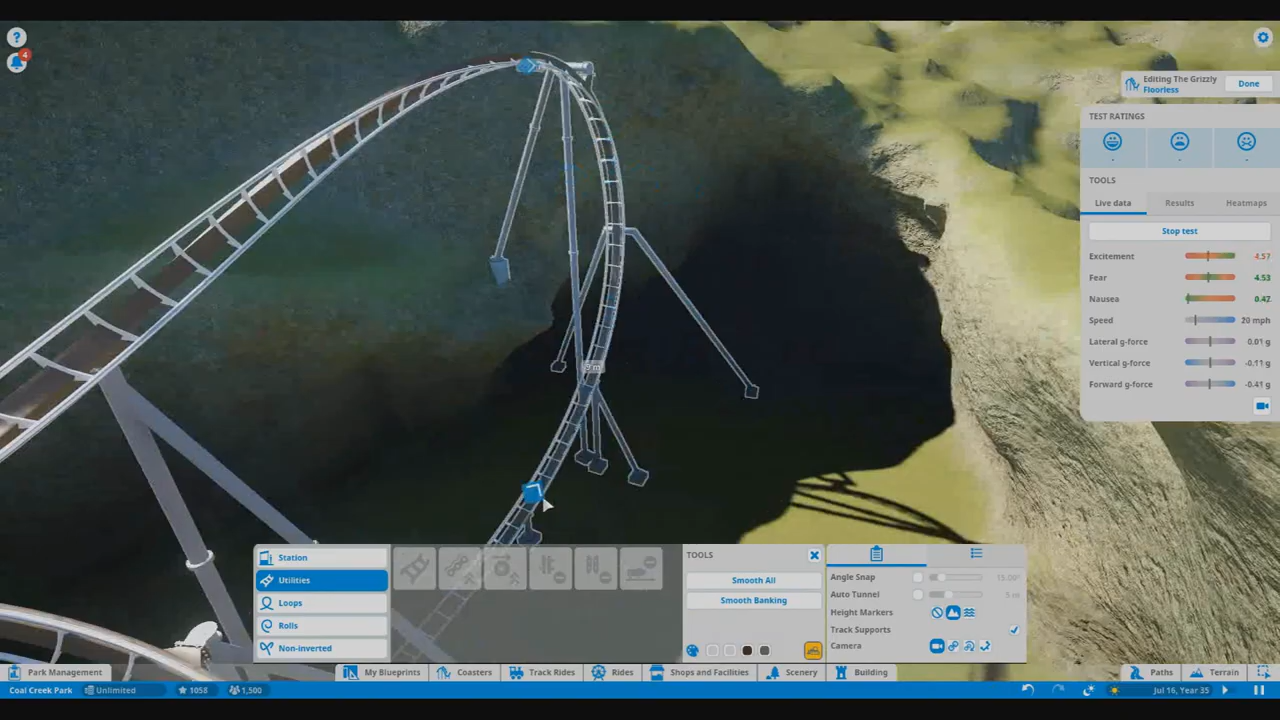 ?
4
Editing The Grizzly
Floorless
Done
TEST RATINGS
- - -
TOOLS
Live data Results Heatmaps
Stop test
Excitement 4.57
Fear 4.53
Nausea 0.42
Speed 20 mph
Lateral g-force 0.01 g
Vertical g-force -0.11 g
Forward g-force -0.41 g
9 m
Station
Utilities
Loops
Rolls
Non-inverted
TOOLS
Smooth All
Smooth Banking
Angle Snap 15.00°
Auto Tunnel 5 m
Height Markers
Track Supports
Camera
Park Management My Blueprints Coasters Track Rides Rides Shops and Facilities Scenery Building Paths Terrain
Coal Creek Park Unlimited 1058 1,500 Jul 16, Year 35